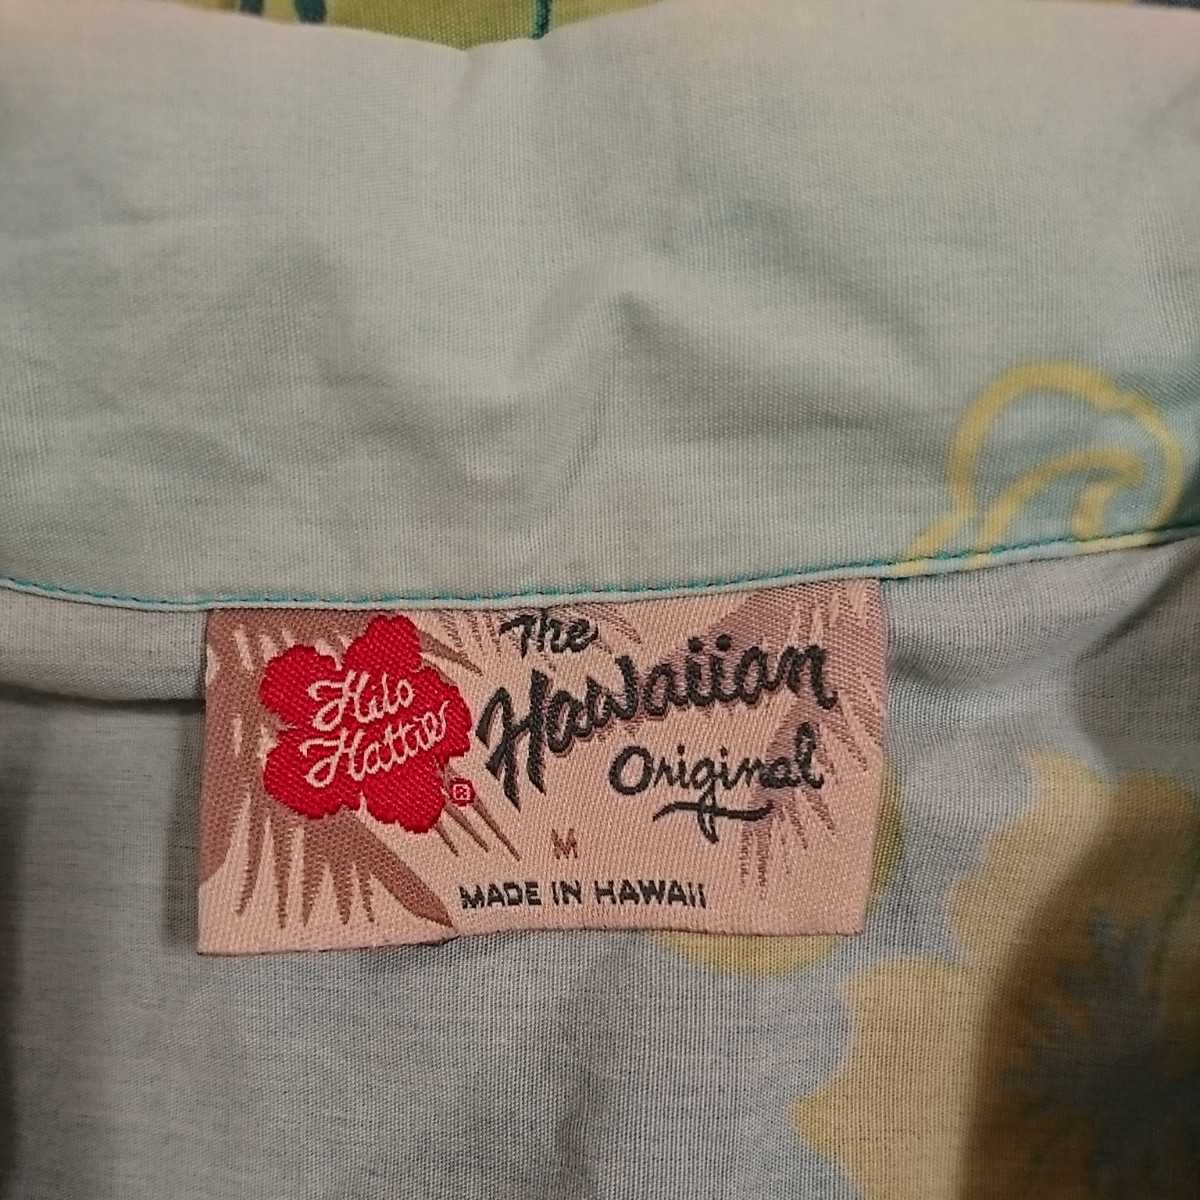 Hilo
Hattie
®
The
Hawaiian
Original
M
MADE IN HAWAII